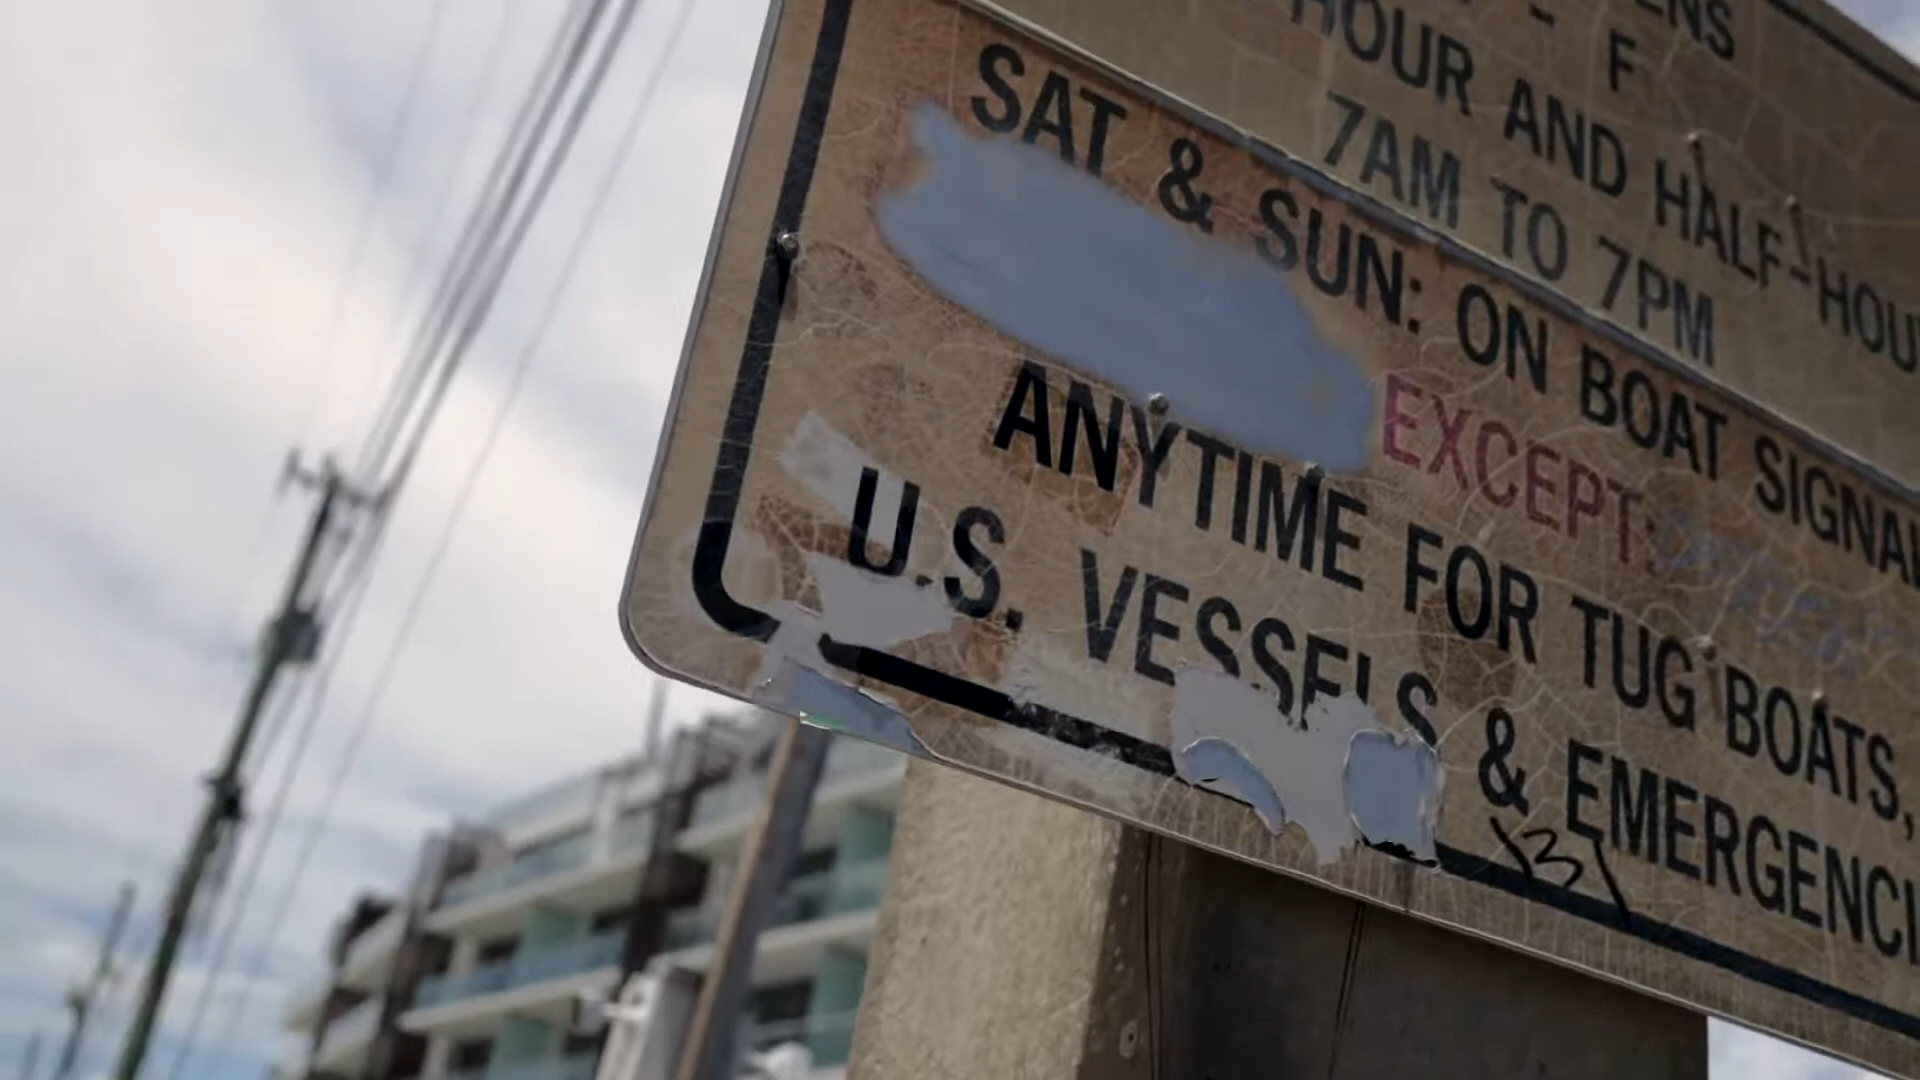 ENS
- F
HOUR AND HALF-HOU
7AM TO 7PM
SAT & SUN: ON BOAT SIGNAL
EXCEPT:
ANYTIME FOR TUG BOATS,
U.S. VESSELS & EMERGENCI
131